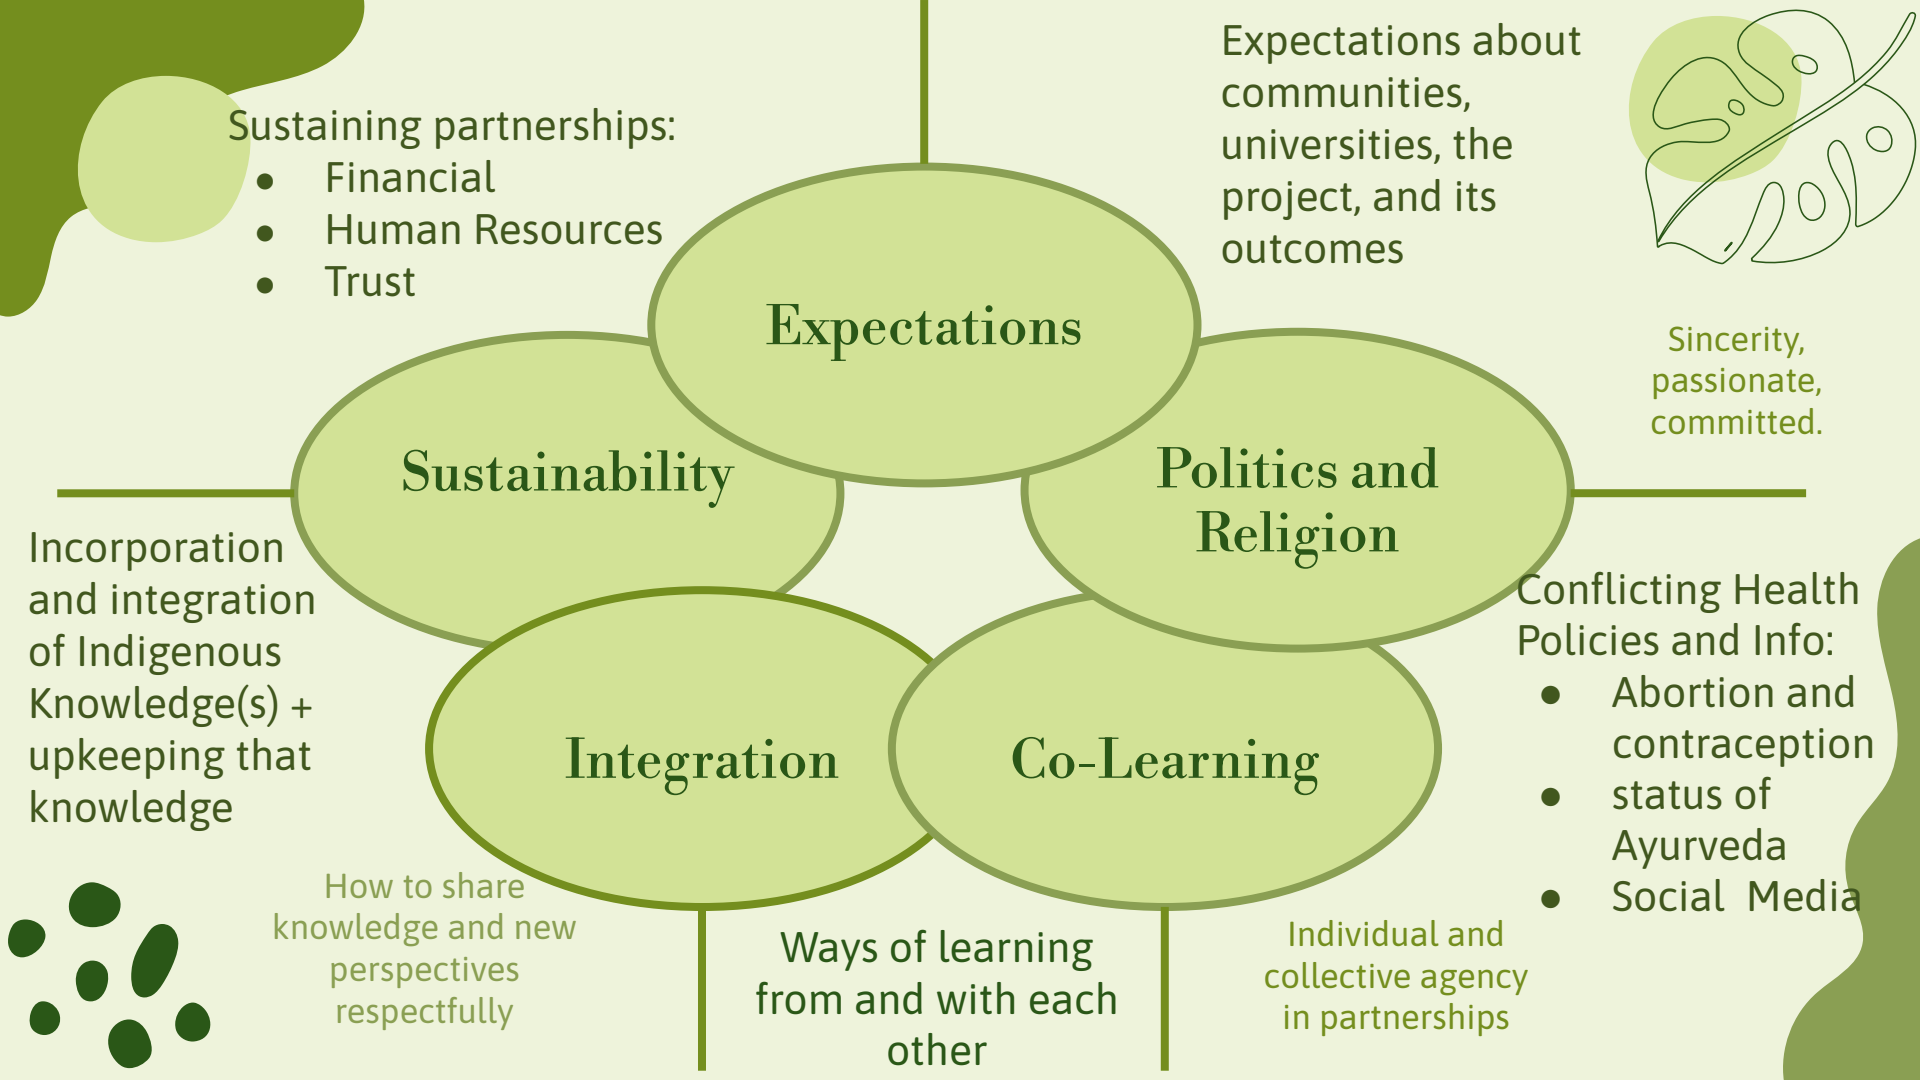 Sustaining partnerships:
● Financial
● Human Resources
● Trust
Expectations about
communities,
universities, the
project, and its
outcomes
Expectations
Sincerity,
passionate,
committed.
Sustainability
Politics and
Religion
Incorporation
and integration
of Indigenous
Knowledge(s) +
upkeeping that
knowledge
Conflicting Health
Policies and Info:
● Abortion and
contraception
● status of
Ayurveda
● Social  Media
Integration
Co-Learning
How to share
knowledge and new
perspectives
respectfully
Ways of learning
from and with each
other
Individual and
collective agency
in partnerships